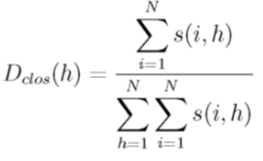 D_{clos}(h) = \frac{\sum_{i=1}^{N} s(i,h)}{\sum_{h=1}^{N} \sum_{i=1}^{N} s(i,h)}